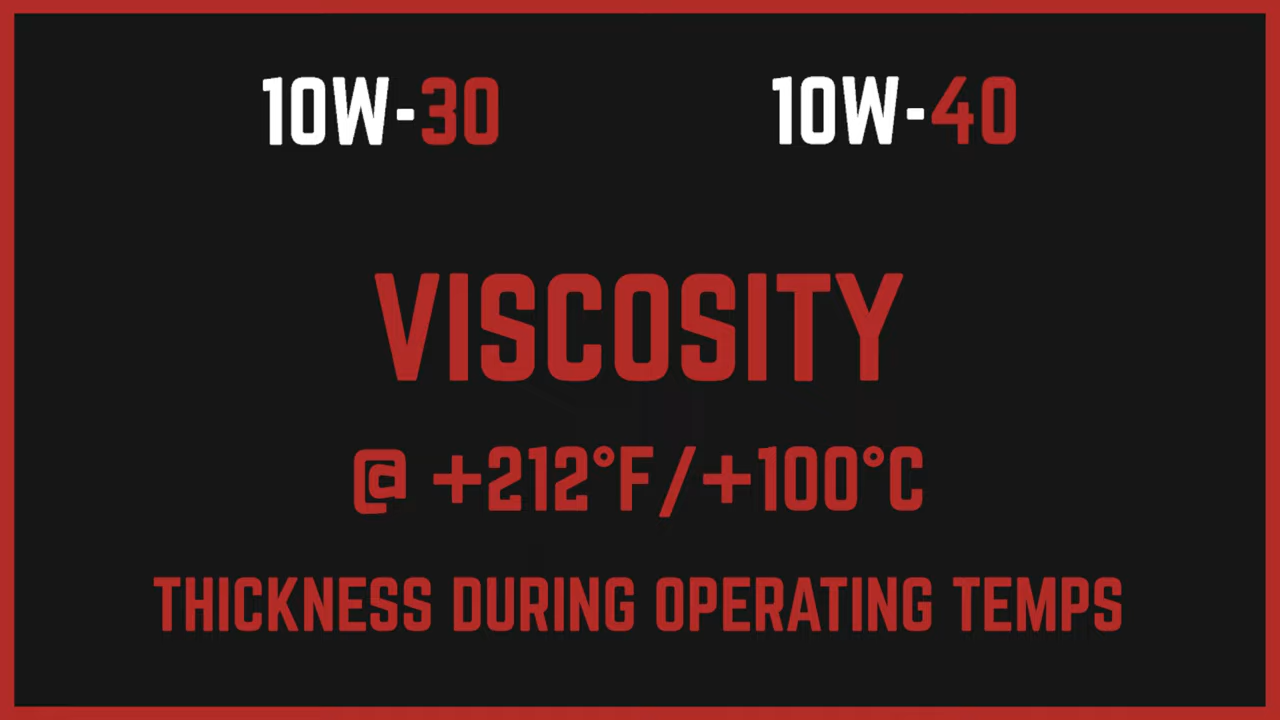 10W-30 10W-40
VISCOSITY
@ +212°F/+100°C
THICKNESS DURING OPERATING TEMPS